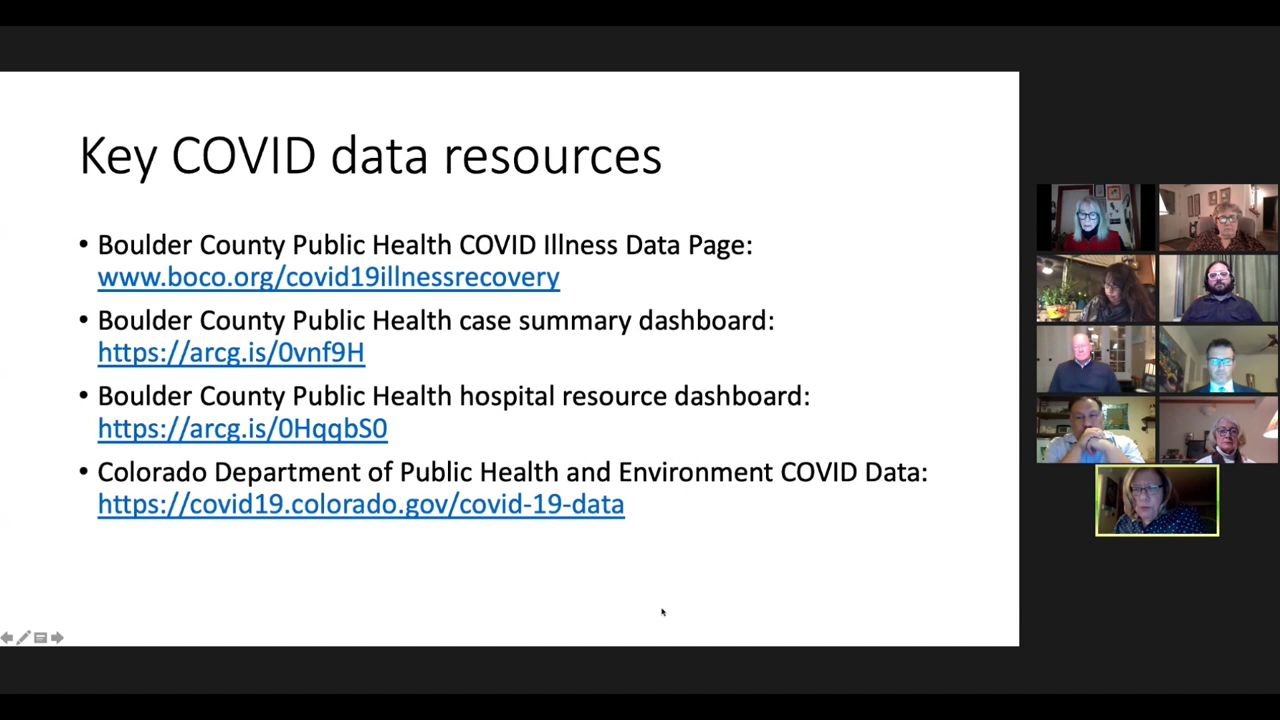 Key COVID data resources
• Boulder County Public Health COVID Illness Data Page:
www.boco.org/covid19illnessrecovery
• Boulder County Public Health case summary dashboard:
https://arcg.is/0vnf9H
• Boulder County Public Health hospital resource dashboard:
https://arcg.is/0HqqbS0
• Colorado Department of Public Health and Environment COVID Data:
https://covid19.colorado.gov/covid-19-data